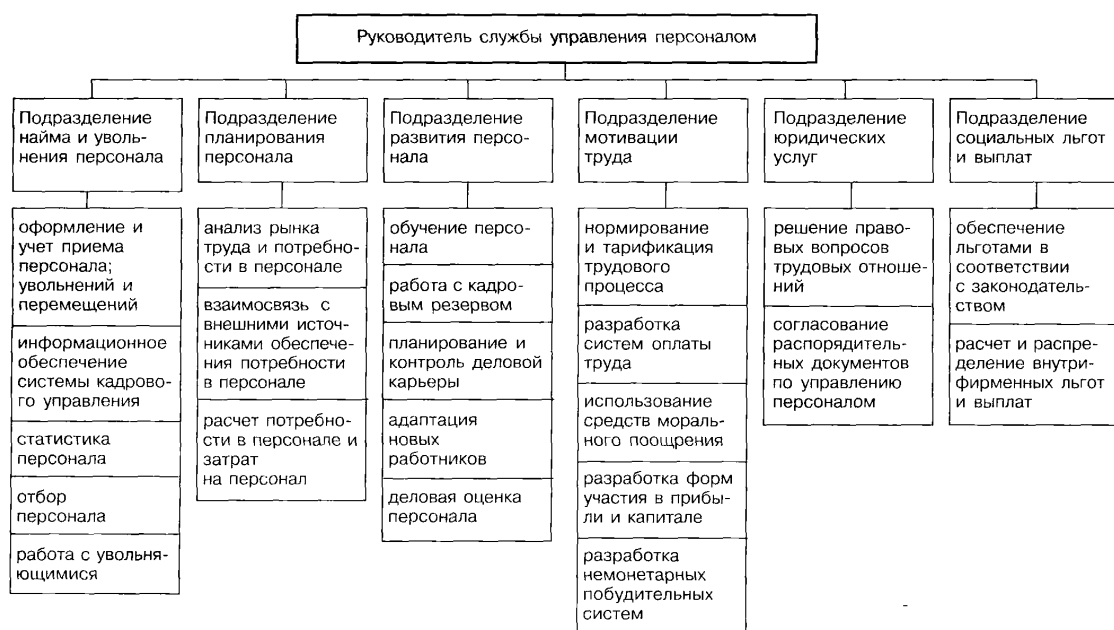 Руководитель службы управления персоналом
Подразделение
найма и уволь-
нения персонала
Подразделение
планирования
персонала
Подразделение
развития персо-
нала
Подразделение
мотивации
труда
Подразделение
юридических
услуг
Подразделение
социальных льгот
и выплат
оформление и
учет приема
персонала;
увольнений и
перемещений
информационное
обеспечение
системы кадрово-
го управления
статистика
персонала
отбор
персонала
работа с увольня-
ющимися
анализ рынка
труда и потребно-
сти в персонале
взаимосвязь с
внешними источ-
никами обеспече-
ния потребности
в персонале
расчет потребно-
сти в персонале и
затрат
на персонал
обучение персо-
нала
работа с кадро-
вым резервом
планирование и
контроль деловой
карьеры
адаптация
новых
работников
деловая оценка
персонала
нормирование
и тарификация
трудового
процесса
разработка
систем оплаты
труда
использование
средств мораль-
ного поощрения
разработка форм
участия в прибы-
ли и капитале
разработка
немонетарных
побудительных
систем
решение право-
вых вопросов
трудовых отноше-
ний
согласование
распорядитель-
ных документов
по управлению
персоналом
обеспечение
льготами в
соответствии
с законодатель-
ством
расчет и распре-
деление внутри-
фирменных льгот
и выплат